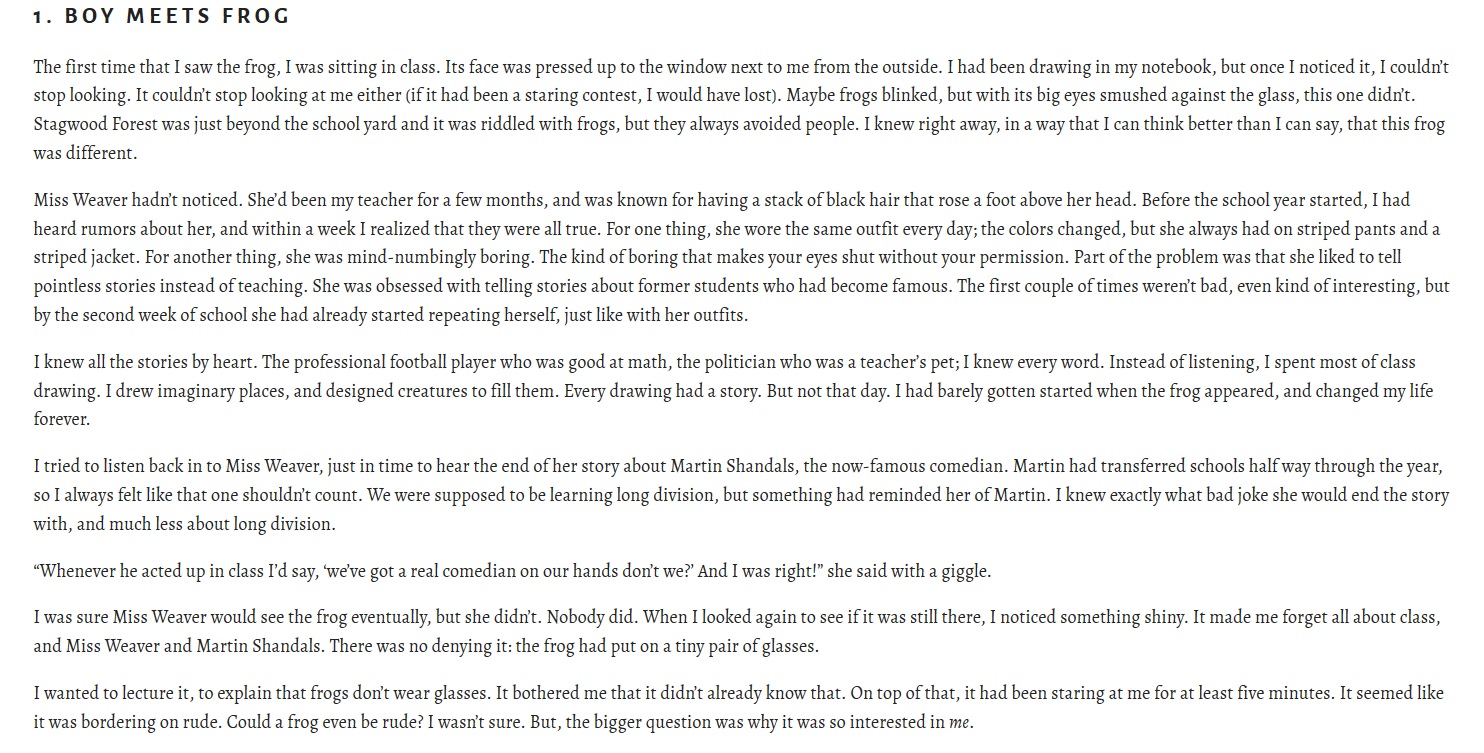 1. BOY MEETS FROG
The first time that I saw the frog, I was sitting in class. Its face was pressed up to the window next to me from the outside. I had been drawing in my notebook, but once I noticed it, I couldn’t
stop looking. It couldn’t stop looking at me either (if it had been a staring contest, I would have lost). Maybe frogs blinked, but with its big eyes smushed against the glass, this one didn’t.
Stagwood Forest was just beyond the school yard and it was riddled with frogs, but they always avoided people. I knew right away, in a way that I can think better than I can say, that this frog
was different.
Miss Weaver hadn’t noticed. She’d been my teacher for a few months, and was known for having a stack of black hair that rose a foot above her head. Before the school year started, I had
heard rumors about her, and within a week I realized that they were all true. For one thing, she wore the same outfit every day; the colors changed, but she always had on striped pants and a
striped jacket. For another thing, she was mind-numbingly boring. The kind of boring that makes your eyes shut without your permission. Part of the problem was that she liked to tell
pointless stories instead of teaching. She was obsessed with telling stories about former students who had become famous. The first couple of times weren’t bad, even kind of interesting, but
by the second week of school she had already started repeating herself, just like with her outfits.
I knew all the stories by heart. The professional football player who was good at math, the politician who was a teacher’s pet; I knew every word. Instead of listening, I spent most of class
drawing. I drew imaginary places, and designed creatures to fill them. Every drawing had a story. But not that day. I had barely gotten started when the frog appeared, and changed my life
forever.
I tried to listen back in to Miss Weaver, just in time to hear the end of her story about Martin Shandals, the now-famous comedian. Martin had transferred schools half way through the year,
so I always felt like that one shouldn’t count. We were supposed to be learning long division, but something had reminded her of Martin. I knew exactly what bad joke she would end the story
with, and much less about long division.
“Whenever he acted up in class I’d say, ‘we’ve got a real comedian on our hands don’t we?’ And I was right!” she said with a giggle.
I was sure Miss Weaver would see the frog eventually, but she didn’t. Nobody did. When I looked again to see if it was still there, I noticed something shiny. It made me forget all about class,
and Miss Weaver and Martin Shandals. There was no denying it: the frog had put on a tiny pair of glasses.
I wanted to lecture it, to explain that frogs don’t wear glasses. It bothered me that it didn’t already know that. On top of that, it had been staring at me for at least five minutes. It seemed like
it was bordering on rude. Could a frog even be rude? I wasn’t sure. But, the bigger question was why it was so interested in me.